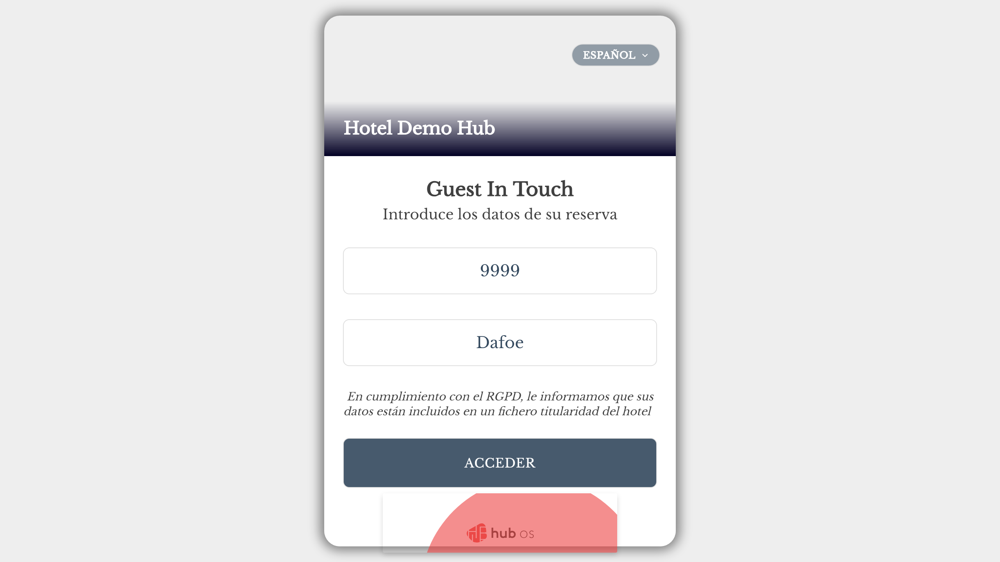 ESPAÑOL
Hotel Demo Hub
Guest In Touch
Introduce los datos de su reserva
9999
Dafoe
En cumplimiento con el RGPD, le informamos que sus
datos están incluidos en un fichero titularidad del hotel
ACCEDER
hub OS